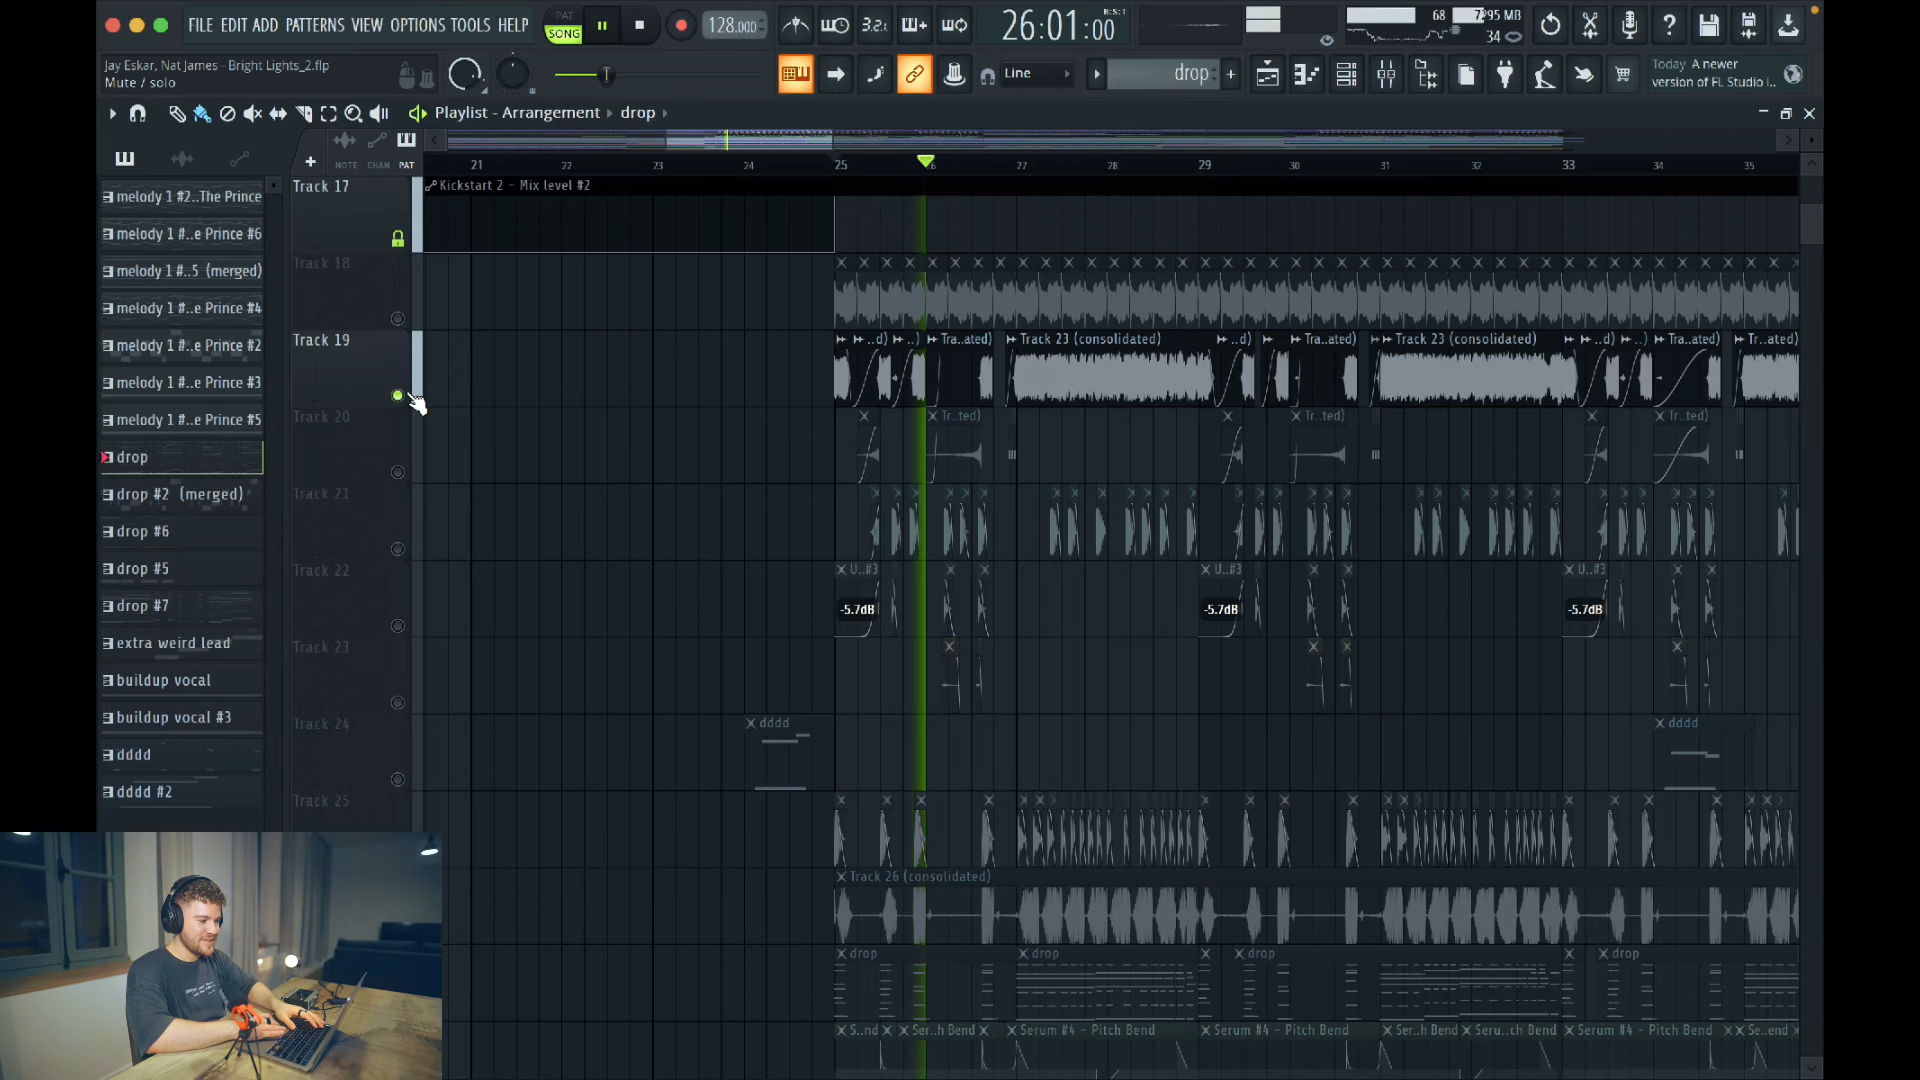 FILE EDIT ADD PATTERNS VIEW OPTIONS TOOLS HELP
PAT
SONG
128.000
3.2.
26:01:00
B:S:T
68
7295 MB
34
Jay Eskar, Nat James - Bright Lights_2.flp
Mute / solo
Line
drop
Today A newer
version of FL Studio i..
Playlist - Arrangement
drop
NOTE CHAN PAT
21 22 23 24 25 6 27 28 29 30 31 32 33 34 35
melody 1 #2..The Prince
melody 1 #..e Prince #6
melody 1 #..5 (merged)
melody 1 #..e Prince #4
melody 1 #..e Prince #2
melody 1 #..e Prince #3
melody 1 #..e Prince #5
drop
drop #2 (merged)
drop #6
drop #5
drop #7
extra weird lead
buildup vocal
buildup vocal #3
dddd
dddd #2
Track 17
Kickstart 2 - Mix level #2
Track 18
Track 19
..d) ..) Tra..ated) Track 23 (consolidated) ..d) Tra..ated) Track 23 (consolidated) ..d) ..) Tra..ated) Tr..ated)
Track 20
Tr..ted) Tr..ted) Tr..ted)
Track 21
Track 22
U..#3 U..#3 U..#3
-5.7dB -5.7dB -5.7dB
Track 23
Track 24
dddd dddd
Track 25
Track 26 (consolidated)
drop drop drop drop
S..nd Ser..h Bend Serum #4 - Pitch Bend Serum #4 - Pitch Bend Ser..h Bend Seru..ch Bend Serum #4 - Pitch Bend Se..end